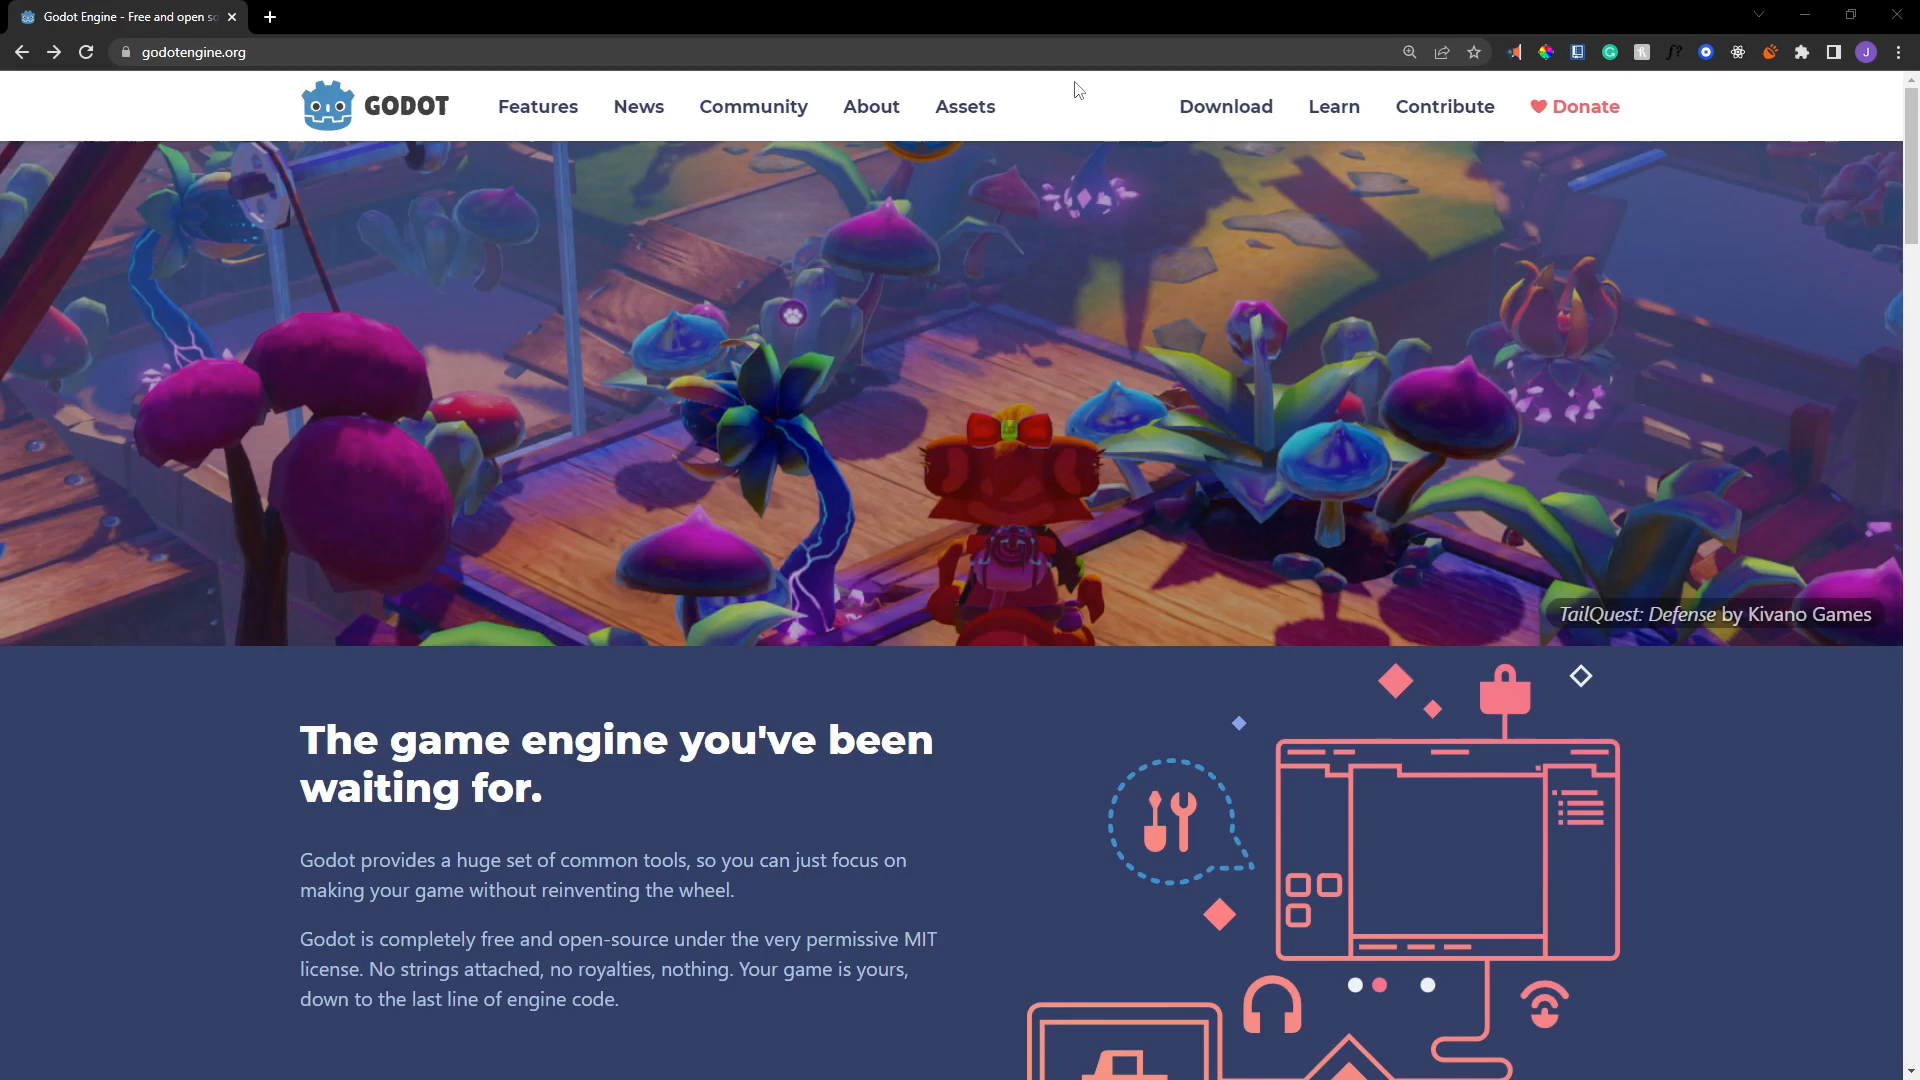 Godot Engine - Free and open so
godotengine.org
GODOT
Features
News
Community
About
Assets
Download
Learn
Contribute
Donate
TailQuest: Defense by Kivano Games
The game engine you've been
waiting for.
Godot provides a huge set of common tools, so you can just focus on
making your game without reinventing the wheel.
Godot is completely free and open-source under the very permissive MIT
license. No strings attached, no royalties, nothing. Your game is yours,
down to the last line of engine code.
f?
J